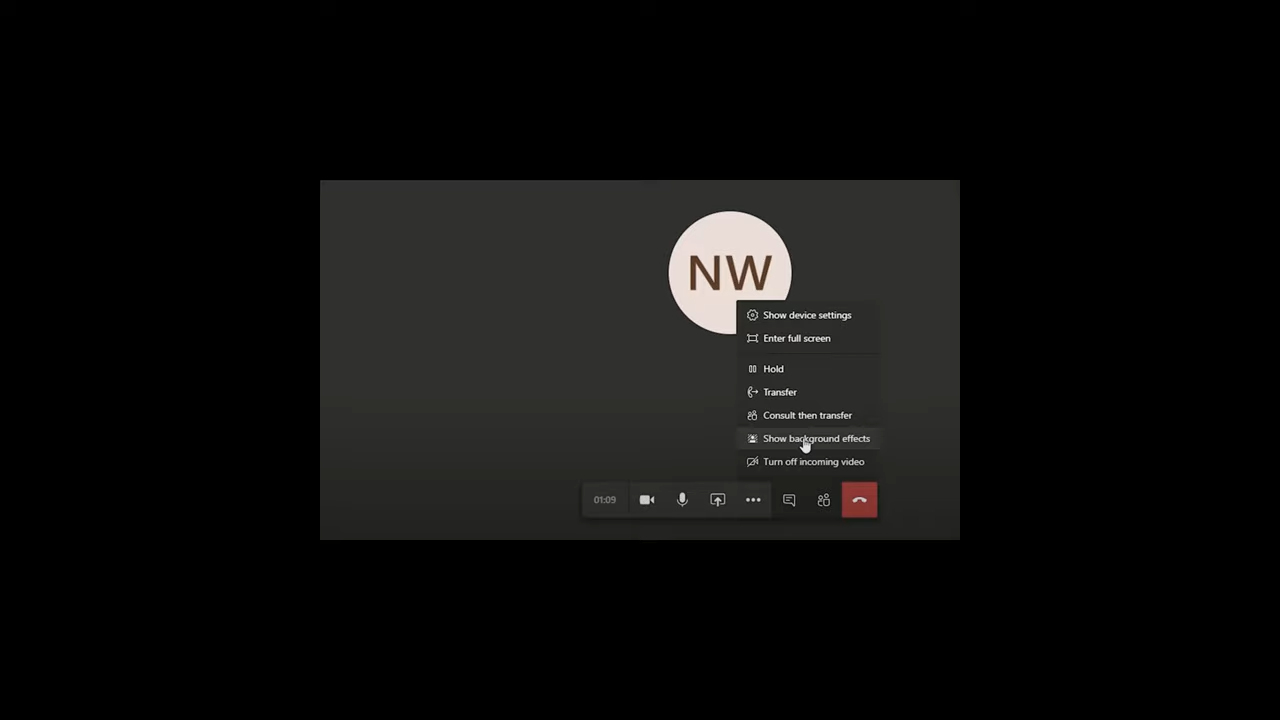 NW
Show device settings
Enter full screen
Hold
Transfer
Consult then transfer
Show background effects
Turn off incoming video
01:09